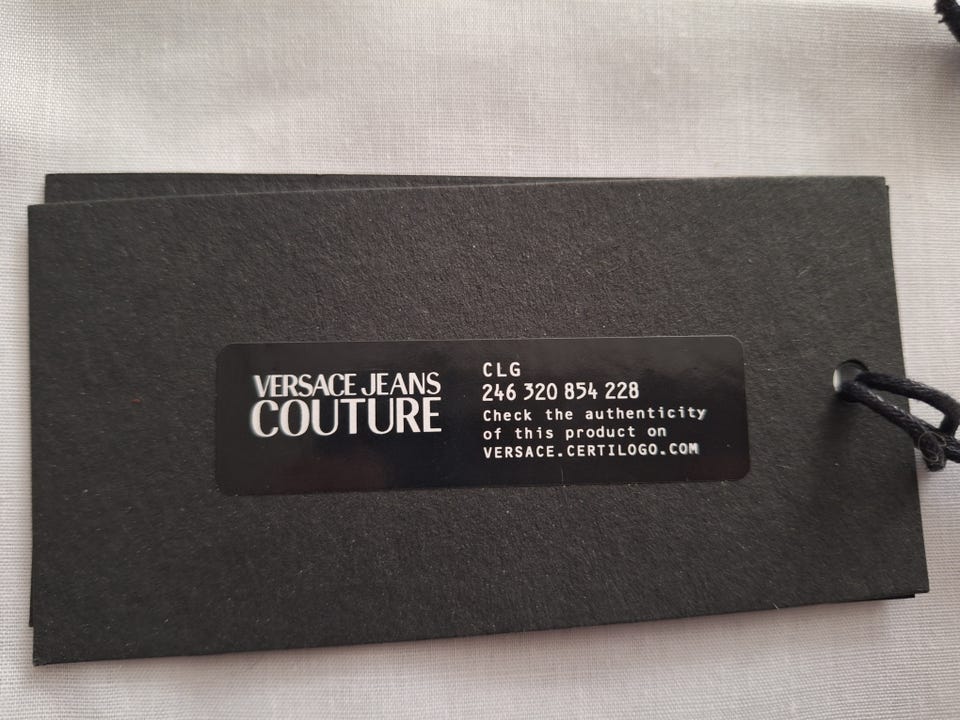 VERSACE JEANS
COUTURE
CLG
246 320 854 228
Check the authenticity
of this product on
VERSACE.CERTILOGO.COM